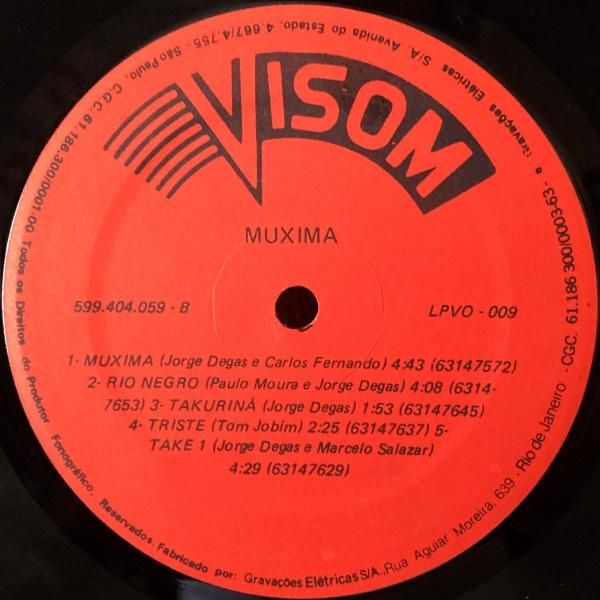 VISOM
MUXIMA
599.404.059 - B
LPVO - 009
1- MUXIMA (Jorge Degas e Carlos Fernando) 4:43 (63147572)
2- RIO NEGRO (Paulo Moura e Jorge Degas) 4:08 (6314-
7653) 3- TAKURINÃ (Jorge Degas) 1:53 (63147645)
4- TRISTE (Tom Jobim) 2:25 (63147637) 5-
TAKE 1 (Jorge Degas e Marcelo Salazar)
4:29 (63147629)
Todos os Direitos do Produtor Fonográfico. Reservados. Fabricado por: Gravações Elétricas S/A., Rua Aguiar Moreira, 639 - Rio de Janeiro - CGC. 61.186 300/0003-63 - e Gravações Elétricas S/A, Avenida do Estado, 4.667/4.755 - São Paulo, C.G.C. 61.186.300/0001-00